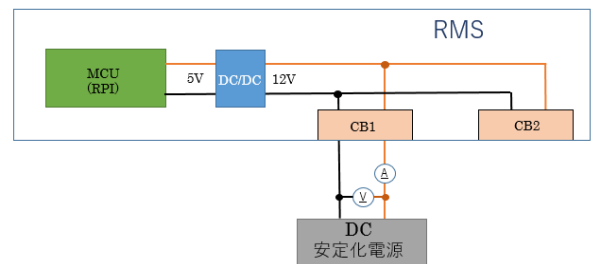 RMS
MCU
(RPI)
5V
DC/DC
12V
CB1
CB2
A
V
DC
安定化電源